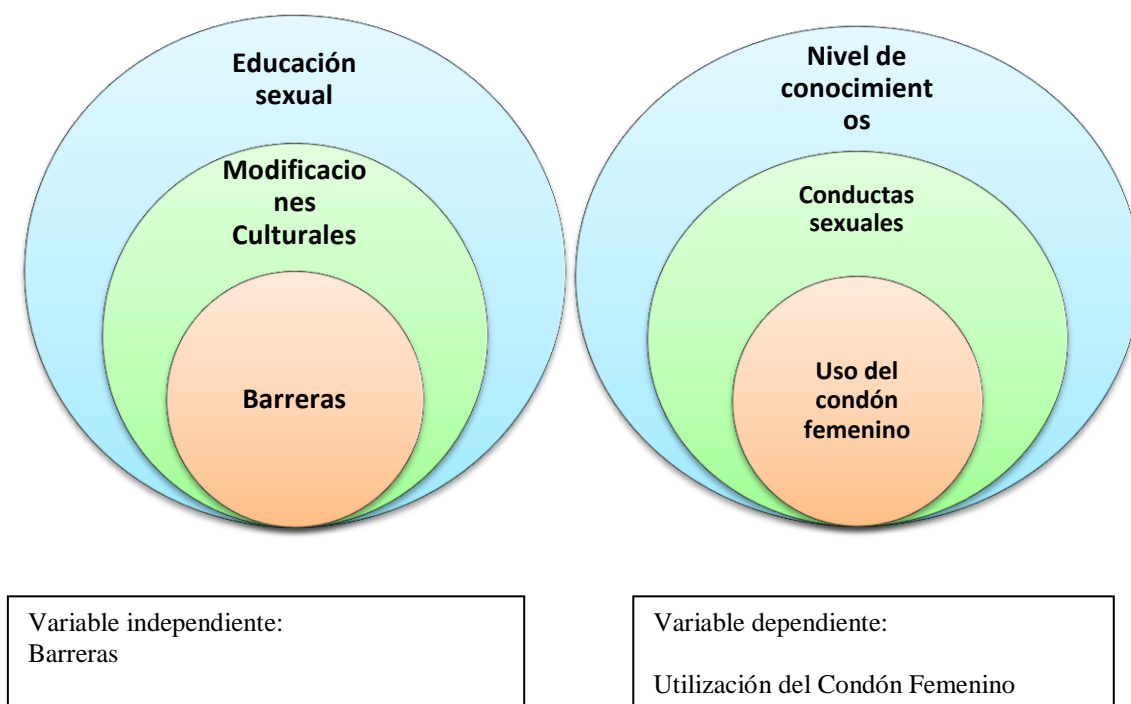 Educación
sexual
Modificacio
nes
Culturales
Barreras
Nivel de
conocimient
os
Conductas
sexuales
Uso del
condón
femenino
Variable independiente:
Barreras
Variable dependiente:
Utilización del Condón Femenino